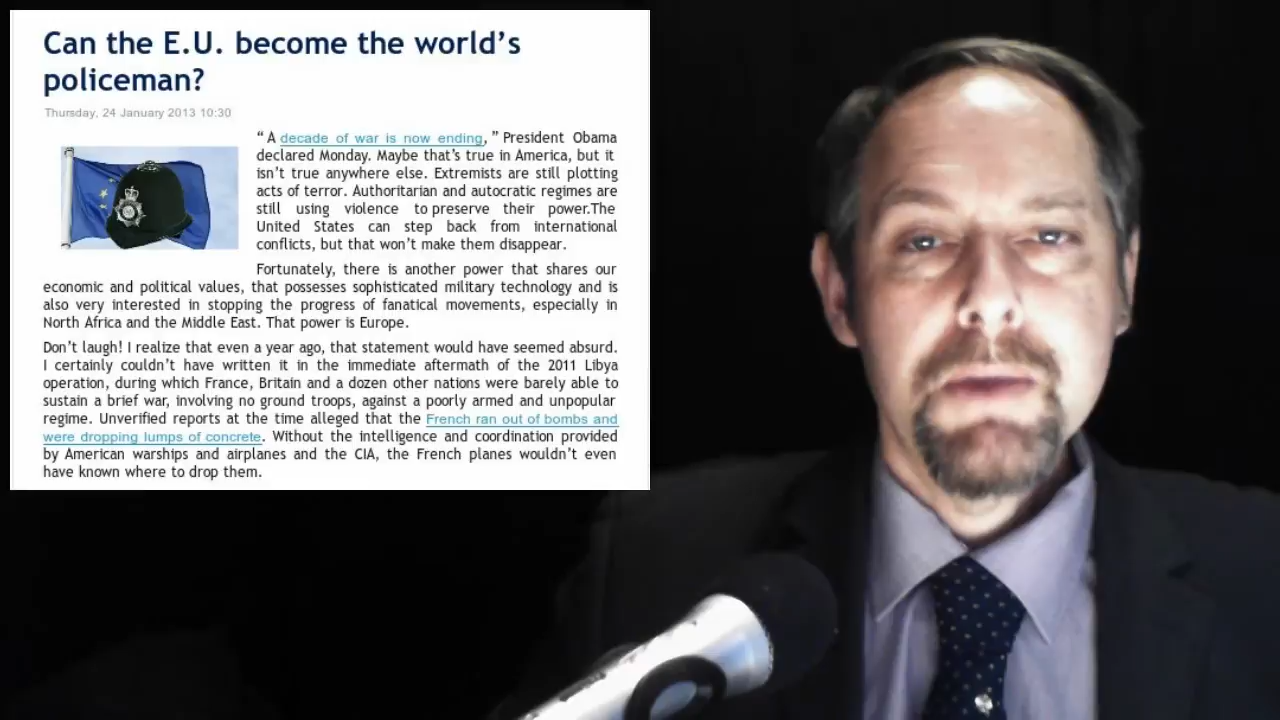 Can the E.U. become the world's
policeman?
Thursday, 24 January 2013 10:30
“ A decade of war is now ending, ” President Obama
declared Monday. Maybe that's true in America, but it
isn't true anywhere else. Extremists are still plotting
acts of terror. Authoritarian and autocratic regimes are
still using violence to preserve their power.The
United States can step back from international
conflicts, but that won't make them disappear.
Fortunately, there is another power that shares our
economic and political values, that possesses sophisticated military technology and is
also very interested in stopping the progress of fanatical movements, especially in
North Africa and the Middle East. That power is Europe.
Don't laugh! I realize that even a year ago, that statement would have seemed absurd.
I certainly couldn't have written it in the immediate aftermath of the 2011 Libya
operation, during which France, Britain and a dozen other nations were barely able to
sustain a brief war, involving no ground troops, against a poorly armed and unpopular
regime. Unverified reports at the time alleged that the French ran out of bombs and
were dropping lumps of concrete. Without the intelligence and coordination provided
by American warships and airplanes and the CIA, the French planes wouldn't even
have known where to drop them.